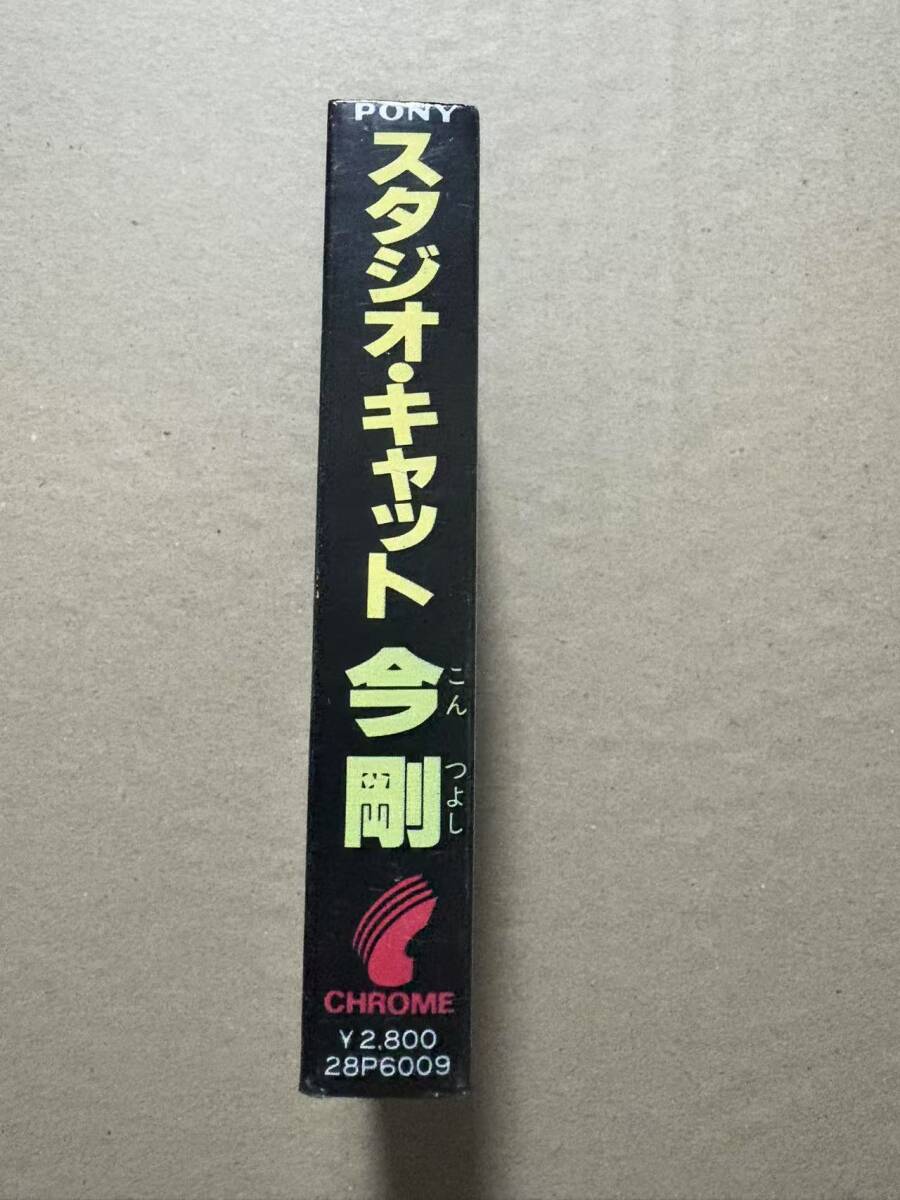 PONY
スタジオ・キャット
今剛
こん つよし
CHROME
¥2,800
28P6009